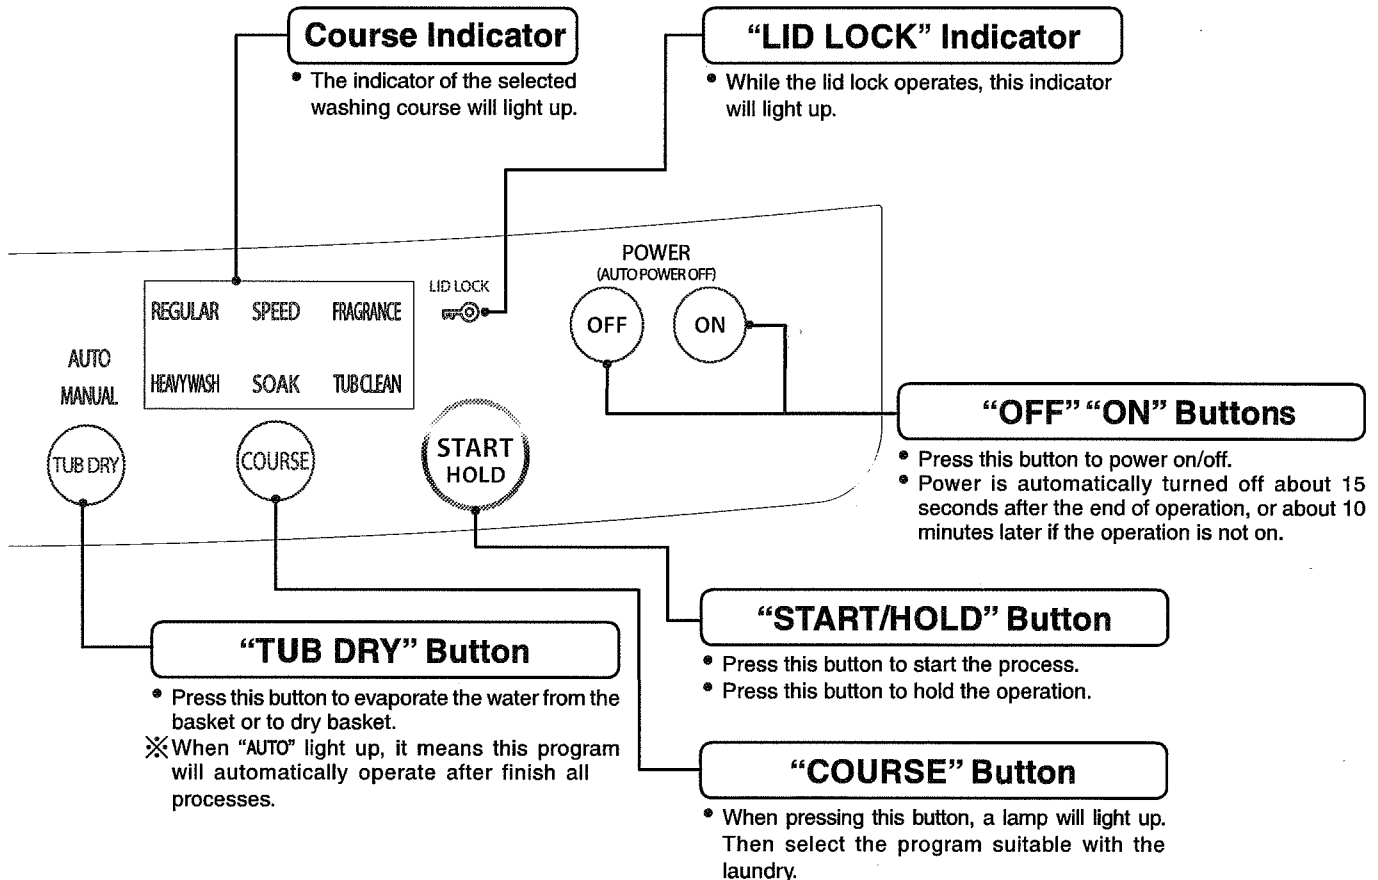 Course Indicator
• The indicator of the selected
washing course will light up.
“LID LOCK” Indicator
• While the lid lock operates, this indicator
will light up.
POWER
(AUTO POWER OFF)
OFF
ON
LID LOCK
REGULAR SPEED FRAGRANCE
HEAVY WASH SOAK TUB CLEAN
AUTO
MANUAL
TUB DRY
COURSE
START
HOLD
“OFF” “ON” Buttons
• Press this button to power on/off.
• Power is automatically turned off about 15
seconds after the end of operation, or about 10
minutes later if the operation is not on.
“START/HOLD” Button
• Press this button to start the process.
• Press this button to hold the operation.
“TUB DRY” Button
• Press this button to evaporate the water from the
basket or to dry basket.
※ When “AUTO” light up, it means this program
will automatically operate after finish all
processes.
“COURSE” Button
• When pressing this button, a lamp will light up.
Then select the program suitable with the
laundry.